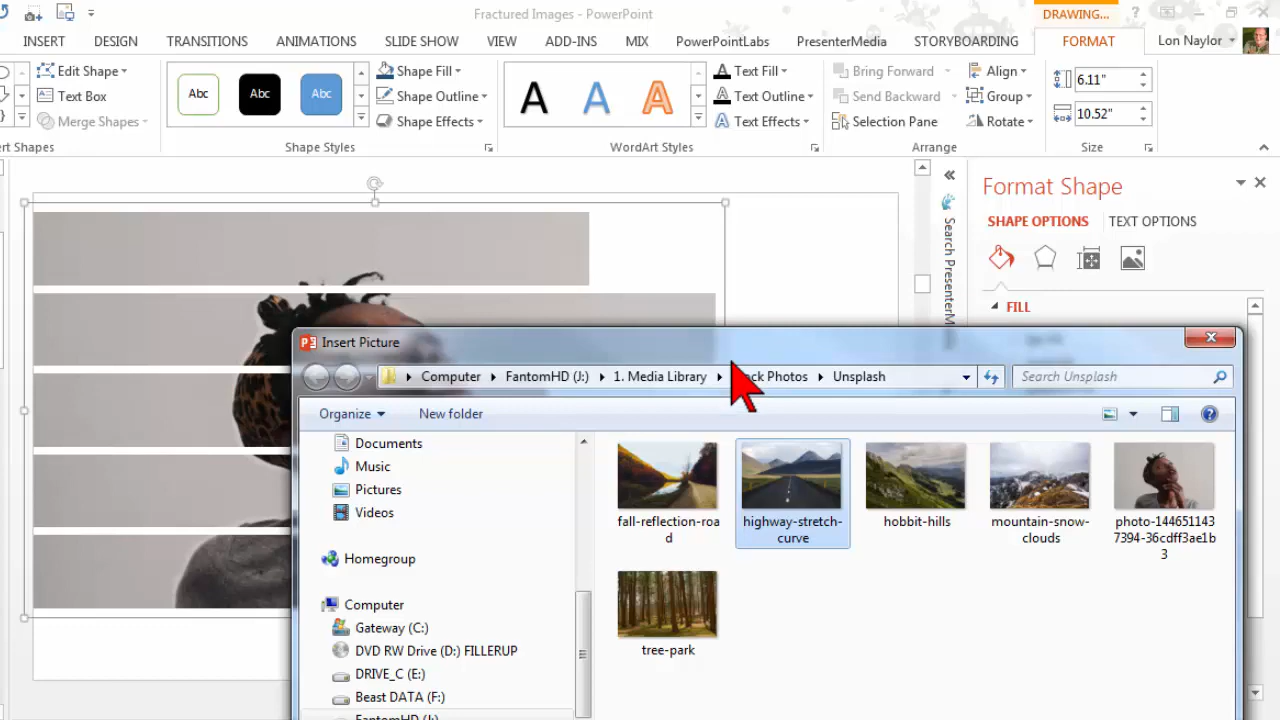 Fractured Images - PowerPoint
DRAWING...
INSERT DESIGN TRANSITIONS ANIMATIONS SLIDE SHOW VIEW ADD-INS MIX PowerPointLabs PresenterMedia STORYBOARDING FORMAT Lon Naylor
Edit Shape
Text Box
Merge Shapes
Abc Abc Abc
Shape Fill
Shape Outline
Shape Effects
A A A
Text Fill
Text Outline
Text Effects
Bring Forward
Send Backward
Selection Pane
Align
Group
Rotate
6.11"
10.52"
ert Shapes Shape Styles WordArt Styles Arrange Size
Format Shape
SHAPE OPTIONS TEXT OPTIONS
FILL
Search PresenterM
Insert Picture
Computer FantomHD (J:) 1. Media Library ck Photos Unsplash
Search Unsplash
Organize New folder
Documents
Music
Pictures
Videos
Homegroup
Computer
Gateway (C:)
DVD RW Drive (D:) FILLERUP
DRIVE_C (E:)
Beast DATA (F:)
FantomHD (J:)
fall-reflection-roa
d
highway-stretch-
curve
hobbit-hills
mountain-snow-
clouds
photo-144651143
7394-36cdff3ae1b
3
tree-park